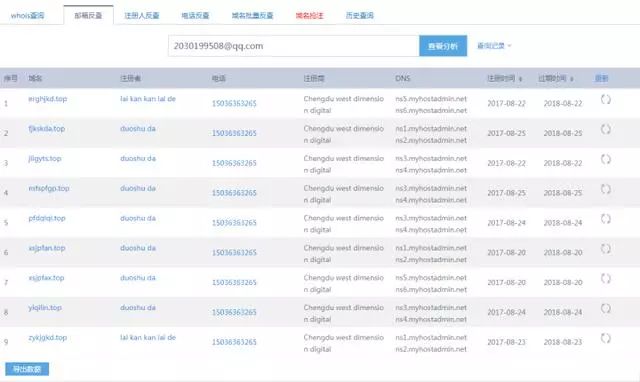 whois查询 邮箱反查 注册人反查 电话反查 域名批量反查 域名抢注 历史查询
2030199508@qq.com 查看分析 查询记录
序号 域名 注册者 电话 注册商 DNS 注册时间 过期时间 更新
1 erghjkd.top lai kan kan lai de 15036363265 Chengdu west dimension digital ns5.myhostadmin.net ns6.myhostadmin.net 2017-08-22 2018-08-22
2 fjkskda.top duoshu da 15036363265 Chengdu west dimension digital ns1.myhostadmin.net ns2.myhostadmin.net 2017-08-25 2018-08-25
3 duoshu da 15036363265 Chengdu west dimension digital ns3.myhostadmin.net ns4.myhostadmin.net 2017-08-22 2018-08-22
4 duoshu da 15036363265 Chengdu west dimension digital ns3.myhostadmin.net ns4.myhostadmin.net 2017-08-25 2018-08-25
5 duoshu da 15036363265 Chengdu west dimension digital ns3.myhostadmin.net ns4.myhostadmin.net 2017-08-24 2018-08-24
6 xsjpfan.top duoshu da 15036363265 Chengdu west dimension digital ns1.myhostadmin.net ns2.myhostadmin.net 2017-08-20 2018-08-20
7 xsjpfax.top duoshu da 15036363265 Chengdu west dimension digital ns5.myhostadmin.net ns6.myhostadmin.net 2017-08-20 2018-08-20
8 yiqilin.top duoshu da 15036363265 Chengdu west dimension digital ns3.myhostadmin.net ns4.myhostadmin.net 2017-08-24 2018-08-24
9 zykjgkd.top lai kan kan lai de 15036363265 Chengdu west dimension digital ns1.myhostadmin.net ns2.myhostadmin.net 2017-08-23 2018-08-23
导出数据